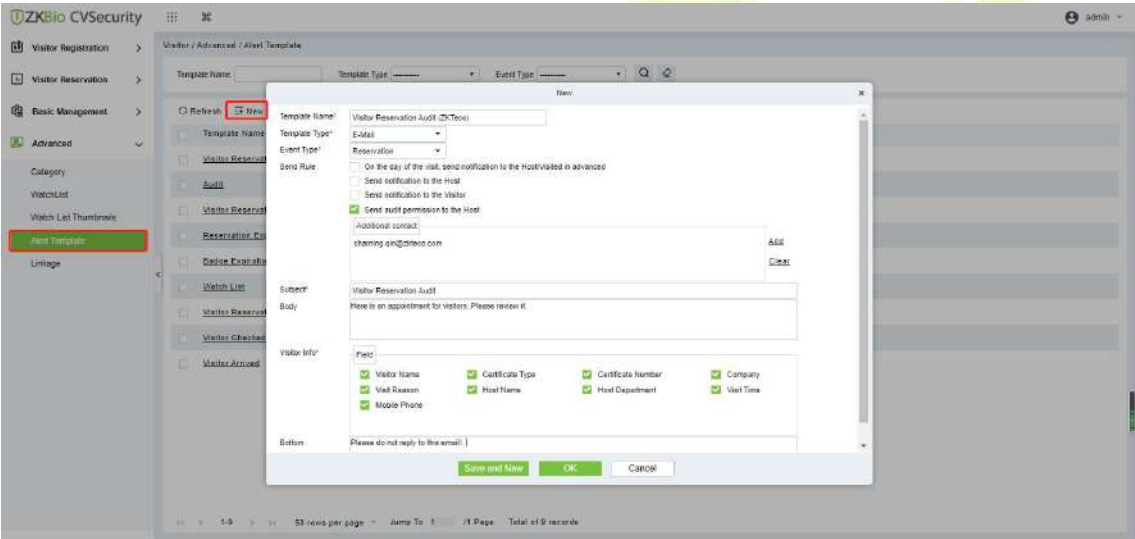 ZKBio CVSecurity
admin
Visitor Registration
Visitor / Advanced / Alert Template
Visitor Reservation
Template Name
Template Type ----------
Event Type ----------
Basic Management
Refresh
New
Advanced
Template Name
Category
Visitor Reservat
WatchList
Audit
Watch List Thumbnails
Visitor Reservat
Alert Template
Reservation Exp
Linkage
Badge Expiratio
Watch List
Visitor Reservat
Visitor Checked
Visitor Arrived
New
Template Name* Visitor Reservation Audit (ZKTeco)
Template Type* E-Mail
Event Type* Reservation
Send Rule
On the day of the visit, send notification to the Host/Visited in advanced
Send notification to the Host
Send notification to the Visitor
Send audit permission to the Host
Additional contact
@zkteco.com
Add
Clear
Subject* Visitor Reservation Audit
Body Here is an appointment for visitors. Please review it.
Visitor Info*
Field
Visitor Name Certificate Type Certificate Number Company
Visit Reason Host Name Host Department Visit Time
Mobile Phone
Bottom Please do not reply to this email!
Save and New OK Cancel
1-9 50 rows per page Jump To 1 /1 Page Total of 9 records